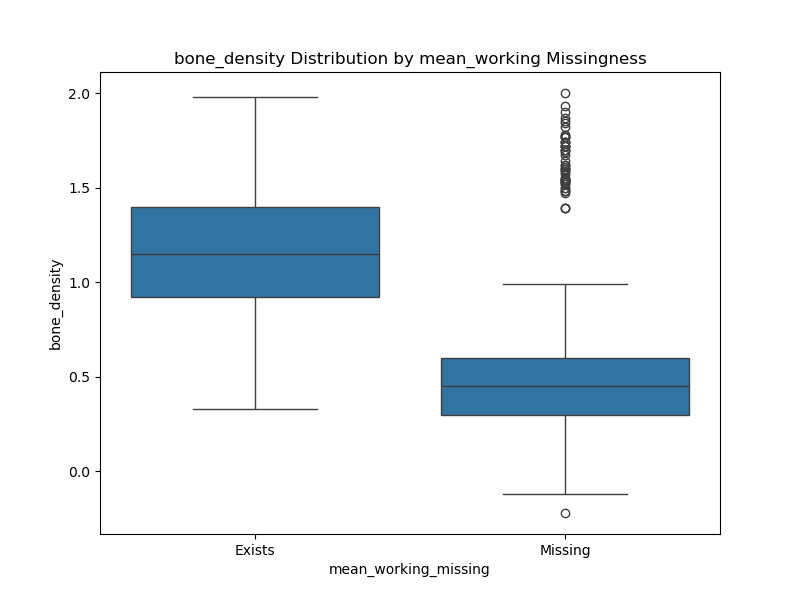 bone_density Distribution by mean_working Missingness
2.0
1.5
1.0
0.5
0.0
bone_density
Exists
Missing
mean_working_missing